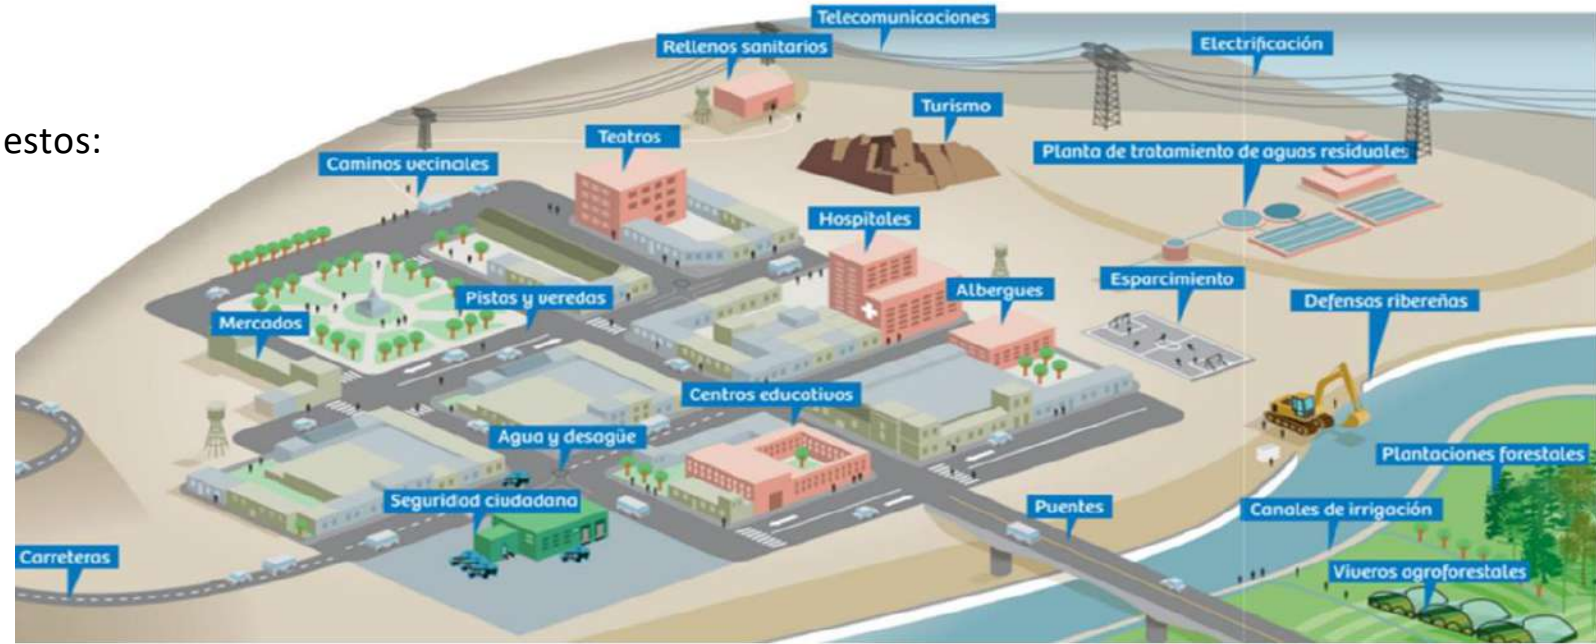 Telecomunicaciones
Rellenos sanitarios
Electrificación
Turismo
estos:
Teatros
Caminos vecinales
Planta de tratamiento de aguas residuales
Hospitales
Esparcimiento
Albergues
Pistas y veredas
Defensas ribereñas
Mercados
Centros educativos
Agua y desagüe
Plantaciones forestales
Seguridad ciudadana
Puentes
Canales de irrigación
Carreteras
Viveros agroforestales